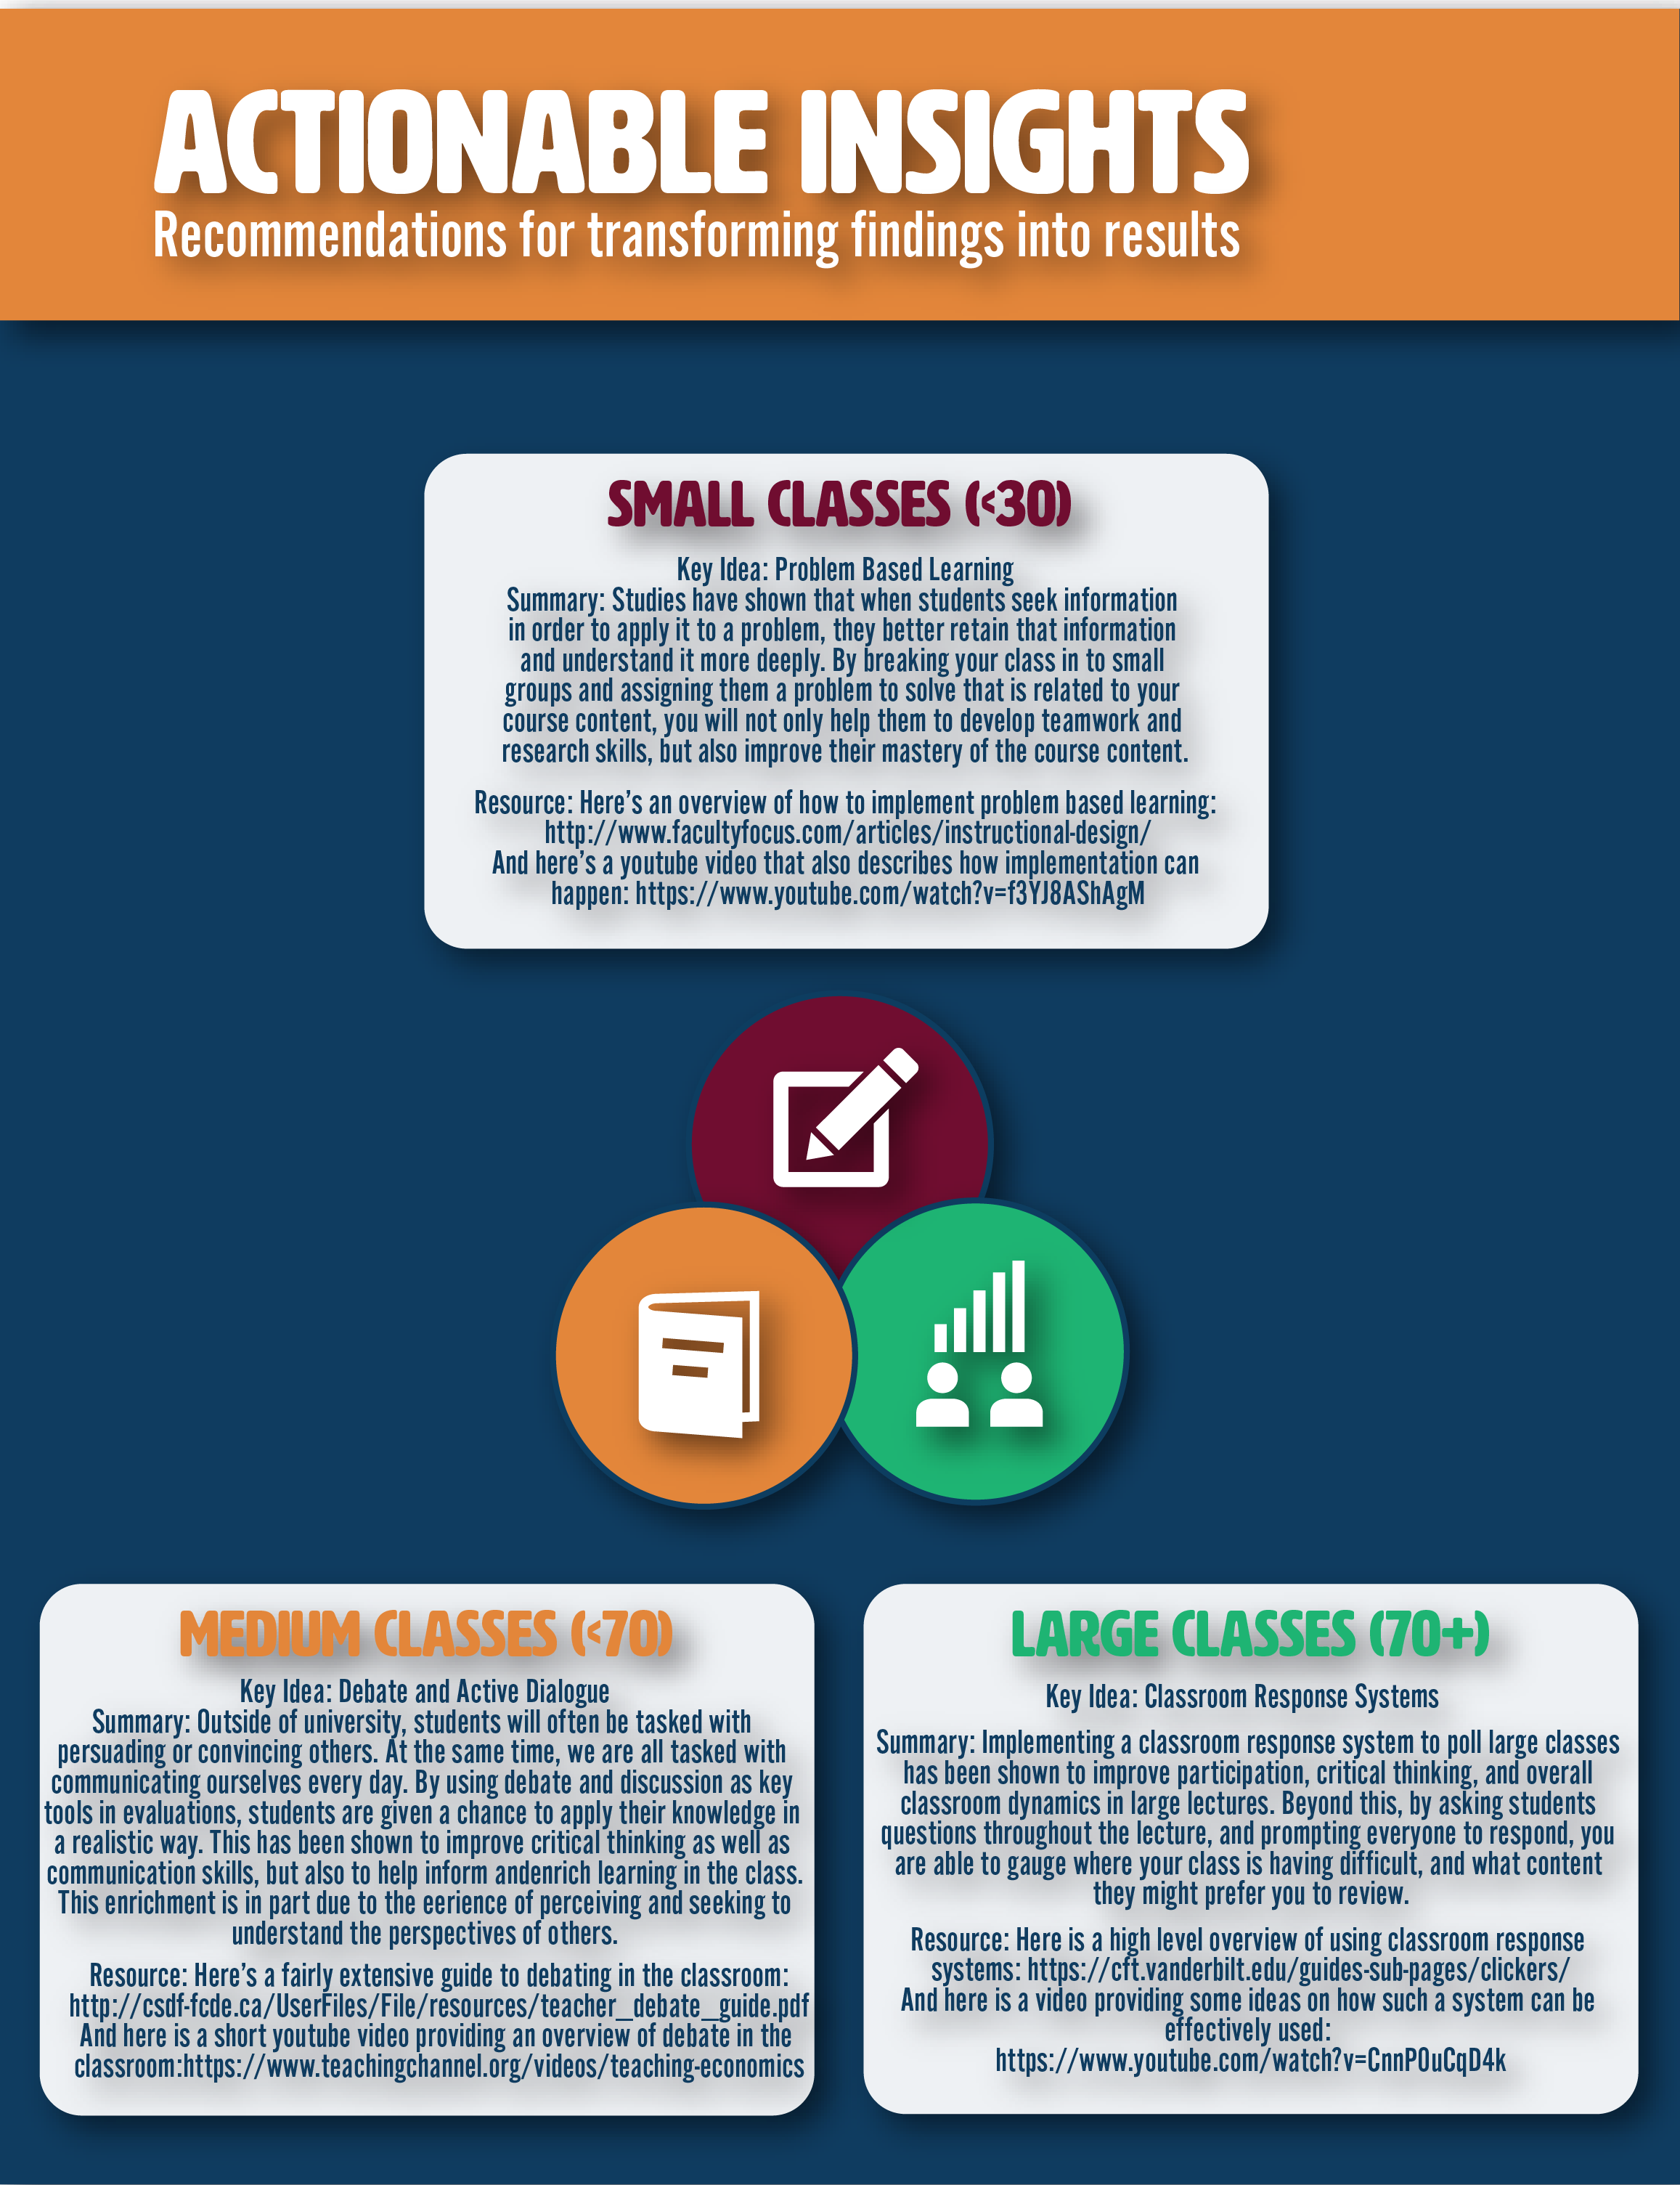 ACTIONABLE INSIGHTS
Recommendations for transforming findings into results
SMALL CLASSES (<30)
Key Idea: Problem Based Learning
Summary: Studies have shown that when students seek information
in order to apply it to a problem, they better retain that information
and understand it more deeply. By breaking your class in to small
groups and assigning them a problem to solve that is related to your
course content, you will not only help them to develop teamwork and
research skills, but also improve their mastery of the course content.
Resource: Here's an overview of how to implement problem based learning:
http://www.facultyfocus.com/articles/instructional-design/
And here's a youtube video that also describes how implementation can
happen: https://www.youtube.com/watch?v=f3YJ8AShAgM
MEDIUM CLASSES (<70)
Key Idea: Debate and Active Dialogue
Summary: Outside of university, students will often be tasked with
persuading or convincing others. At the same time, we are all tasked with
communicating ourselves every day. By using debate and discussion as key
tools in evaluations, students are given a chance to apply their knowledge in
a realistic way. This has been shown to improve critical thinking as well as
communication skills, but also to help inform andenrich learning in the class.
This enrichment is in part due to the eerience of perceiving and seeking to
understand the perspectives of others.
Resource: Here's a fairly extensive guide to debating in the classroom:
http://csdf-fcde.ca/UserFiles/File/resources/teacher_debate_guide.pdf
And here is a short youtube video providing an overview of debate in the
classroom:https://www.teachingchannel.org/videos/teaching-economics
LARGE CLASSES (70+)
Key Idea: Classroom Response Systems
Summary: Implementing a classroom response system to poll large classes
has been shown to improve participation, critical thinking, and overall
classroom dynamics in large lectures. Beyond this, by asking students
questions throughout the lecture, and prompting everyone to respond, you
are able to gauge where your class is having difficult, and what content
they might prefer you to review.
Resource: Here is a high level overview of using classroom response
systems: https://cft.vanderbilt.edu/guides-sub-pages/clickers/
And here is a video providing some ideas on how such a system can be
effectively used:
https://www.youtube.com/watch?v=CnnPOuCqD4k